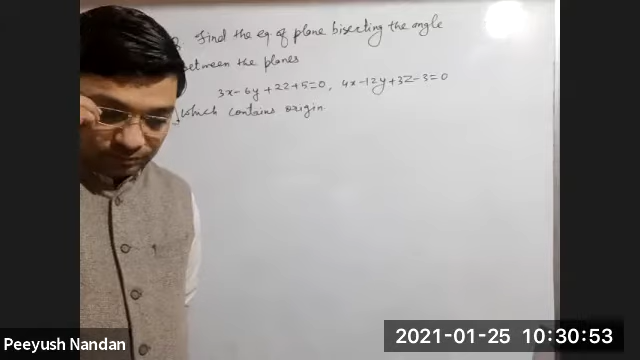 Find the eq of plane bisecting the angle
between the planes
3x-6y+2z+5=0, 4x-12y+3z-3=0
which contains origin.
Peeyush Nandan
2021-01-25 10:30:53